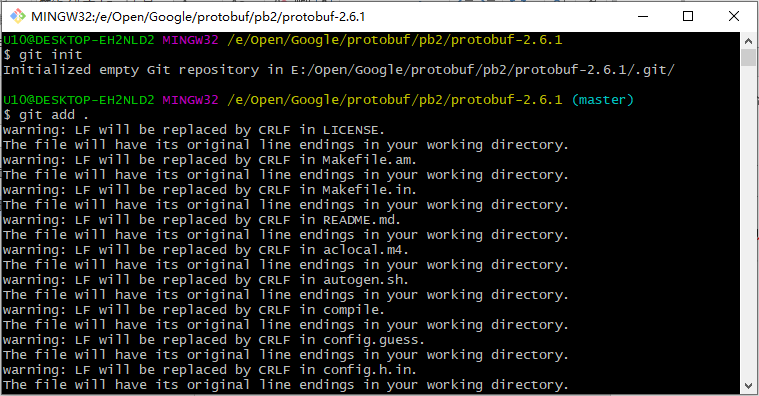 MINGW32:/e/Open/Google/protobuf/pb2/protobuf-2.6.1
U10@DESKTOP-EH2NLD2 MINGW32 /e/Open/Google/protobuf/pb2/protobuf-2.6.1
$ git init
Initialized empty Git repository in E:/Open/Google/protobuf/pb2/protobuf-2.6.1/.git/
U10@DESKTOP-EH2NLD2 MINGW32 /e/Open/Google/protobuf/pb2/protobuf-2.6.1 (master)
$ git add .
warning: LF will be replaced by CRLF in LICENSE.
The file will have its original line endings in your working directory.
warning: LF will be replaced by CRLF in Makefile.am.
The file will have its original line endings in your working directory.
warning: LF will be replaced by CRLF in Makefile.in.
The file will have its original line endings in your working directory.
warning: LF will be replaced by CRLF in README.md.
The file will have its original line endings in your working directory.
warning: LF will be replaced by CRLF in aclocal.m4.
The file will have its original line endings in your working directory.
warning: LF will be replaced by CRLF in autogen.sh.
The file will have its original line endings in your working directory.
warning: LF will be replaced by CRLF in compile.
The file will have its original line endings in your working directory.
warning: LF will be replaced by CRLF in config.guess.
The file will have its original line endings in your working directory.
warning: LF will be replaced by CRLF in config.h.in.
The file will have its original line endings in your working directory.